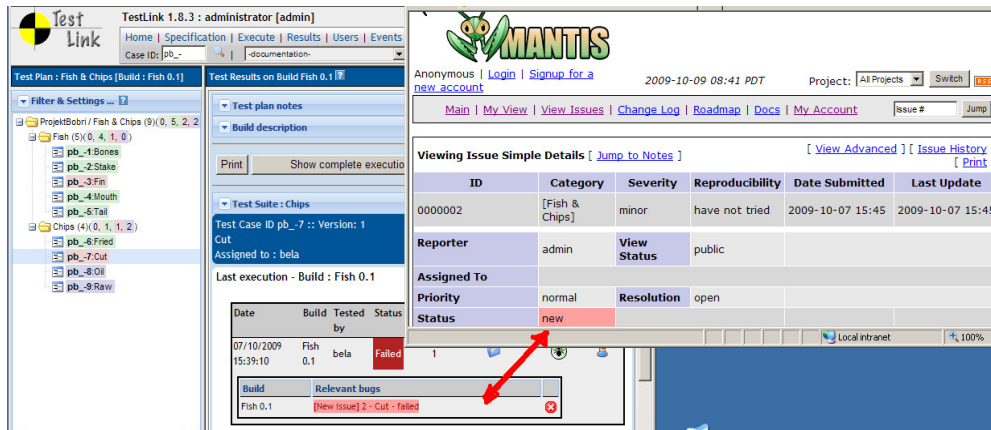 Test
Link
TestLink 1.8.3 : administrator [admin]
Home | Specification | Execute | Results | Users | Events
Case ID: pb_- | -documentation-
Test Plan : Fish & Chips [Build : Fish 0.1]
Filter & Settings ... ?
ProjektBobri / Fish & Chips (9)( 0, 5, 2, 2
Fish (5)( 0, 4, 1, 0 )
pb_-1:Bones
pb_-2:Stake
pb_-3:Fin
pb_-4:Mouth
pb_-5:Tail
Chips (4)( 0, 1, 1, 2 )
pb_-6:Fried
pb_-7:Cut
pb_-8:Oil
pb_-9:Raw
Test Results on Build Fish 0.1 ?
Test plan notes
Build description
Print Show complete executio
Test Suite : Chips
Test Case ID pb_-7 :: Version: 1
Cut
Assigned to : bela
Last execution - Build : Fish 0.1
Date Build Tested by Status
07/10/2009 15:39:10 Fish 0.1 bela Failed 1
Build Relevant bugs
Fish 0.1 [New issue] 2 - Cut - failed
MANTIS
Anonymous | Login | Signup for a
new account
2009-10-09 08:41 PDT
Project: All Projects Switch RSS
Main | My View | View Issues | Change Log | Roadmap | Docs | My Account Issue # Jump
Viewing Issue Simple Details [ Jump to Notes ]
[ View Advanced ] [ Issue History
[ Print
ID Category Severity Reproducibility Date Submitted Last Update
0000002 [Fish & Chips] minor have not tried 2009-10-07 15:45 2009-10-07 15:45
Reporter admin View Status public
Assigned To
Priority normal Resolution open
Status new
Local intranet 100%